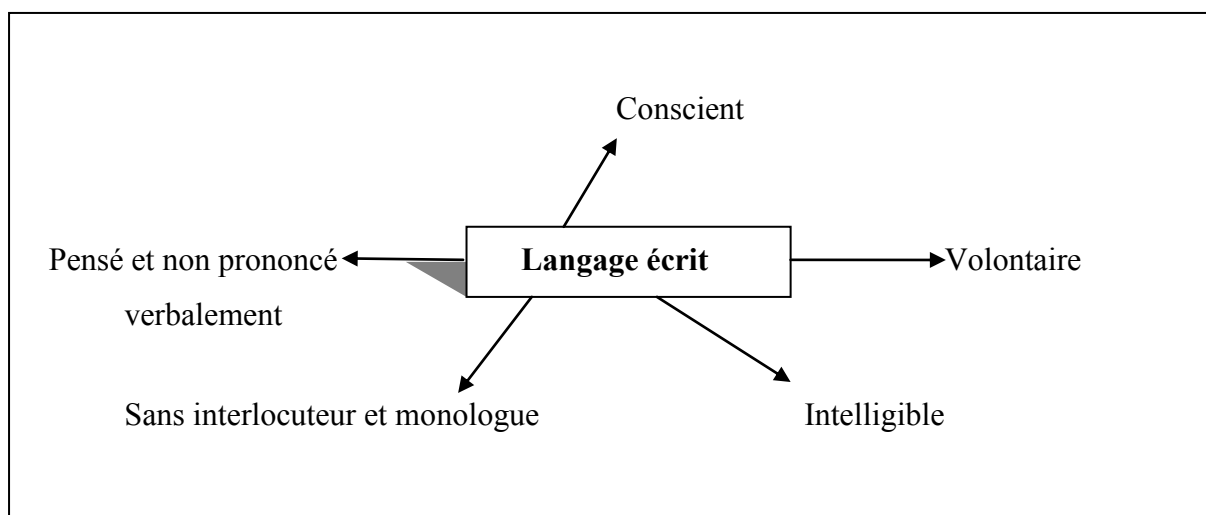 Conscient
Pensé et non prononcé
verbalement
Langage écrit
Volontaire
Sans interlocuteur et monologue
Intelligible